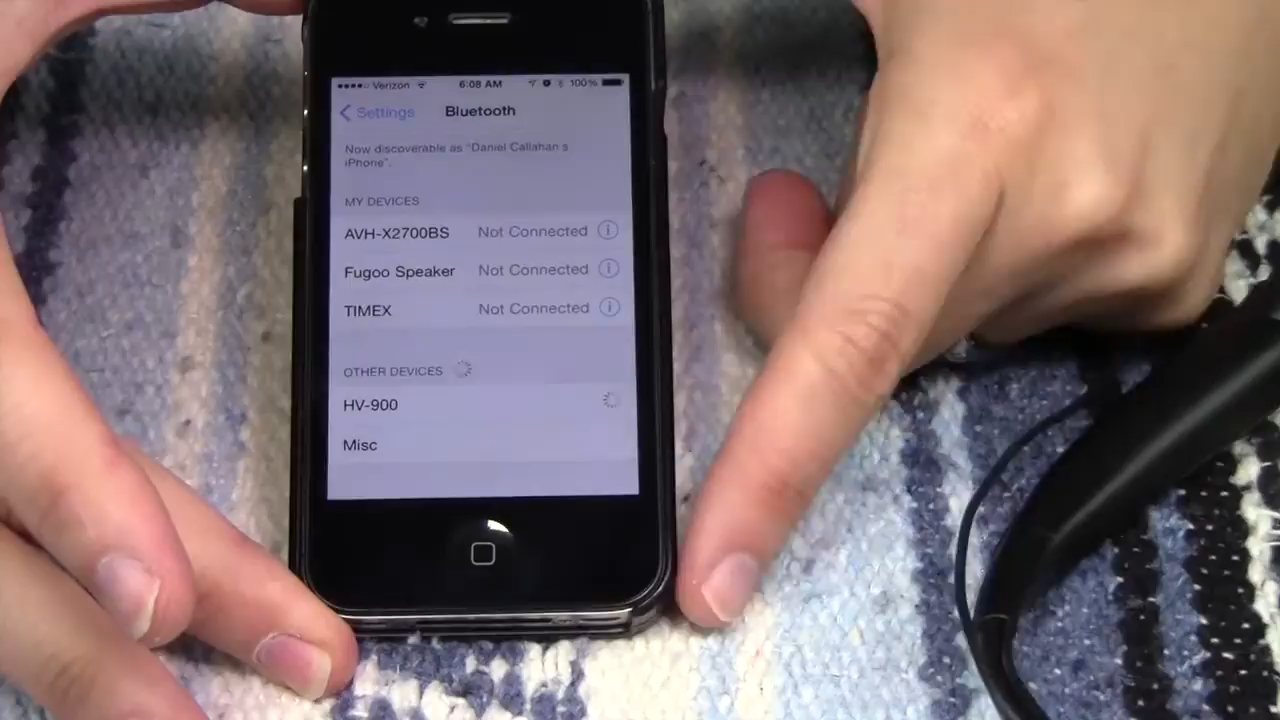 Verizon 6:08 AM 100%
Settings Bluetooth
Now discoverable as “Daniel Callahan s
iPhone”.
MY DEVICES
AVH-X2700BS Not Connected
Fugoo Speaker Not Connected
TIMEX Not Connected
OTHER DEVICES
HV-900
Misc